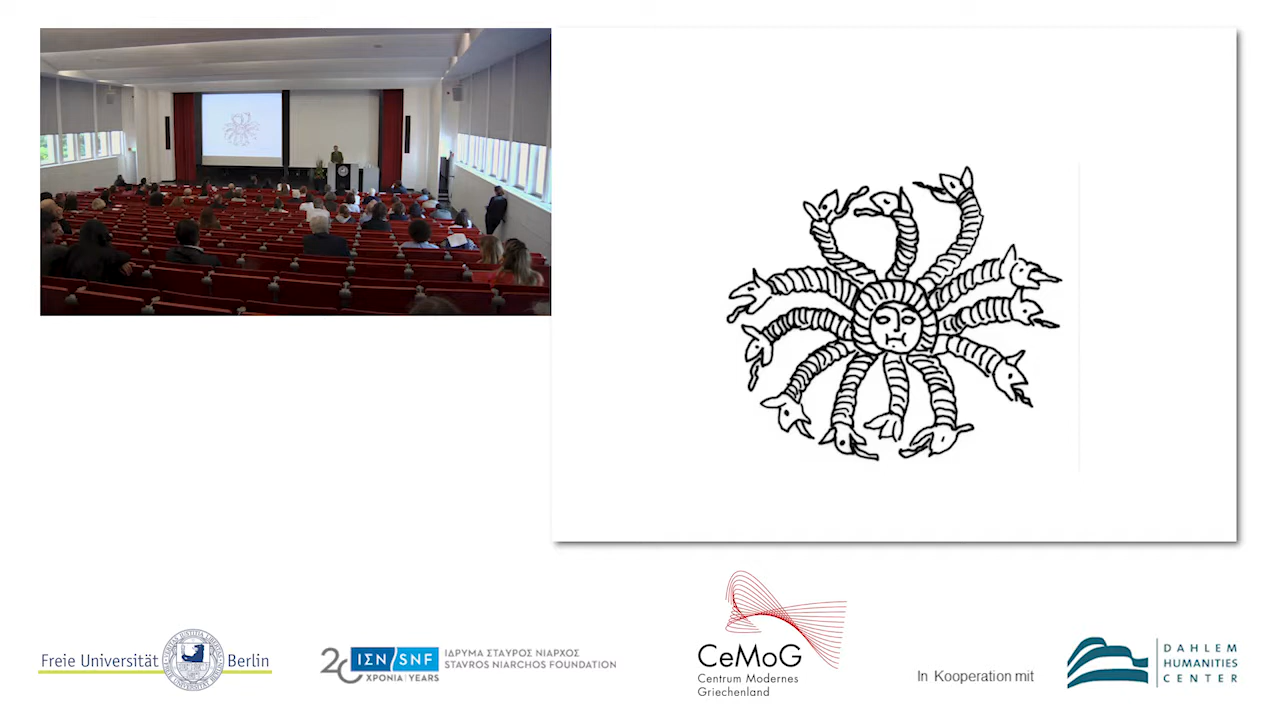 Freie Universität Berlin
20 ΙΣΝ/SNF
ΧΡΟΝΙΑ YEARS
ΙΔΡΥΜΑ ΣΤΑΥΡΟΣ ΝΙΑΡΧΟΣ
STAVROS NIARCHOS FOUNDATION
CeMoG
Centrum Modernes
Griechenland
In Kooperation mit
DAHLEM
HUMANITIES
CENTER